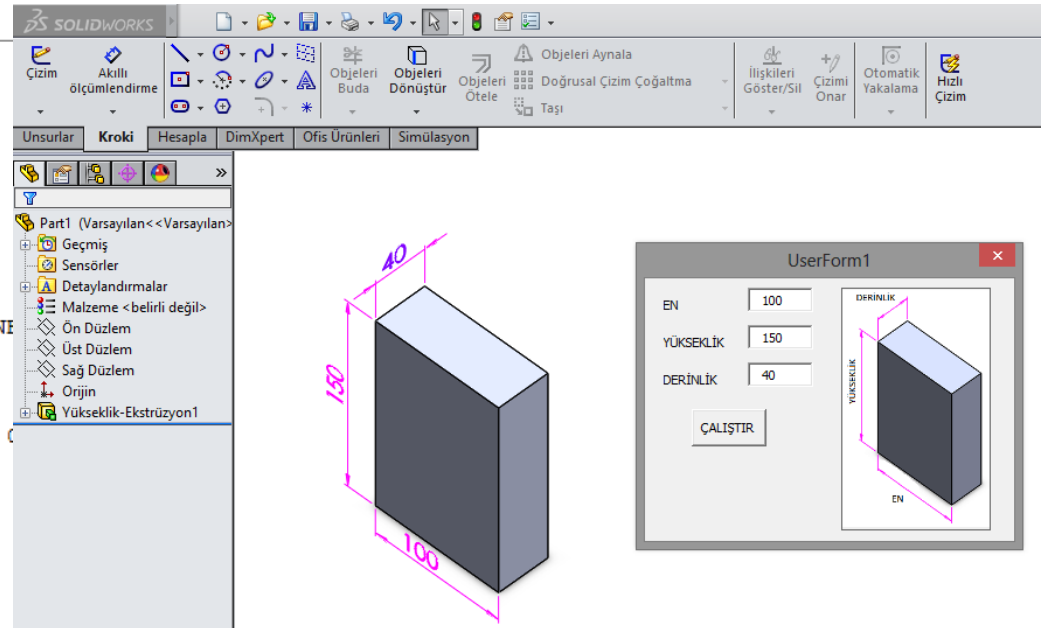 SOLIDWORKS
Çizim
Akıllı
ölçümlendirme
Objeleri
Buda
Objeleri
Dönüştür
Objeleri
Ötele
Objeleri Aynala
Doğrusal Çizim Çoğaltma
Taşı
İlişkileri
Göster/Sil
Çizimi
Onar
Otomatik
Yakalama
Hızlı
Çizim
Unsurlar Kroki Hesapla DimXpert Ofis Ürünleri Simülasyon
Part1 (Varsayılan<<Varsayılan>
Geçmiş
Sensörler
Detaylandırmalar
Malzeme <belirli değil>
Ön Düzlem
Üst Düzlem
Sağ Düzlem
Orijin
Yükseklik-Ekstrüzyon1
40
150
100
UserForm1
EN 100
YÜKSEKLİK 150
DERİNLİK 40
ÇALIŞTIR
DERİNLİK
YÜKSEKLİK
EN